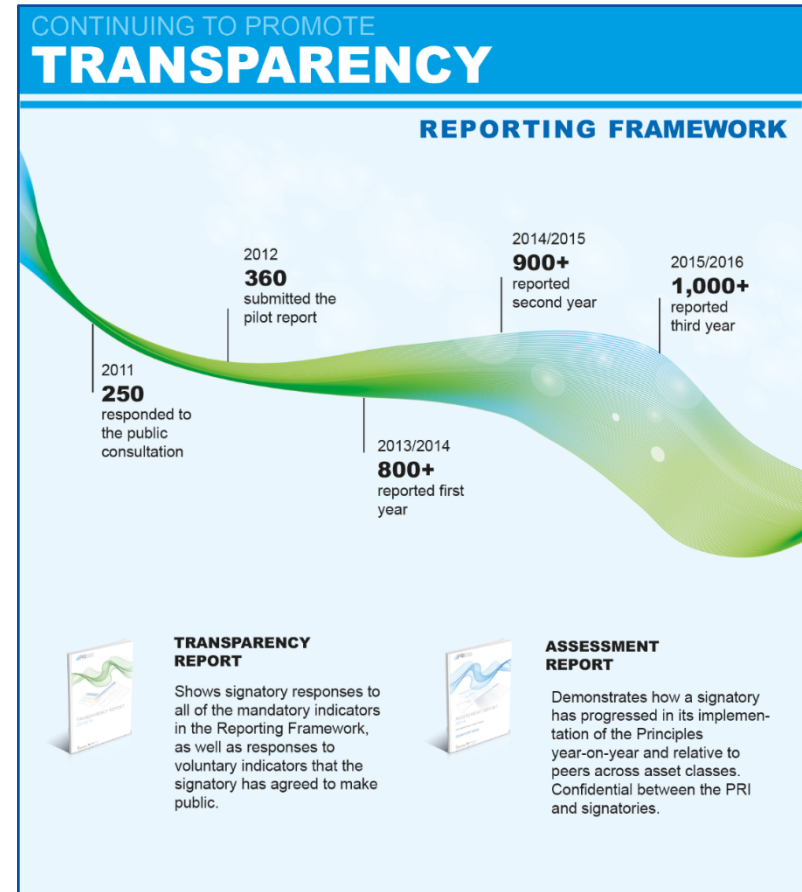 CONTINUING TO PROMOTE
TRANSPARENCY
REPORTING FRAMEWORK
2011
250
responded to
the public
consultation
2012
360
submitted the
pilot report
2013/2014
800+
reported first
year
2014/2015
900+
reported
second year
2015/2016
1,000+
reported
third year
TRANSPARENCY
REPORT
Shows signatory responses to
all of the mandatory indicators
in the Reporting Framework,
as well as responses to
voluntary indicators that the
signatory has agreed to make
public.
ASSESSMENT
REPORT
Demonstrates how a signatory
has progressed in its implemen-
tation of the Principles
year-on-year and relative to
peers across asset classes.
Confidential between the PRI
and signatories.